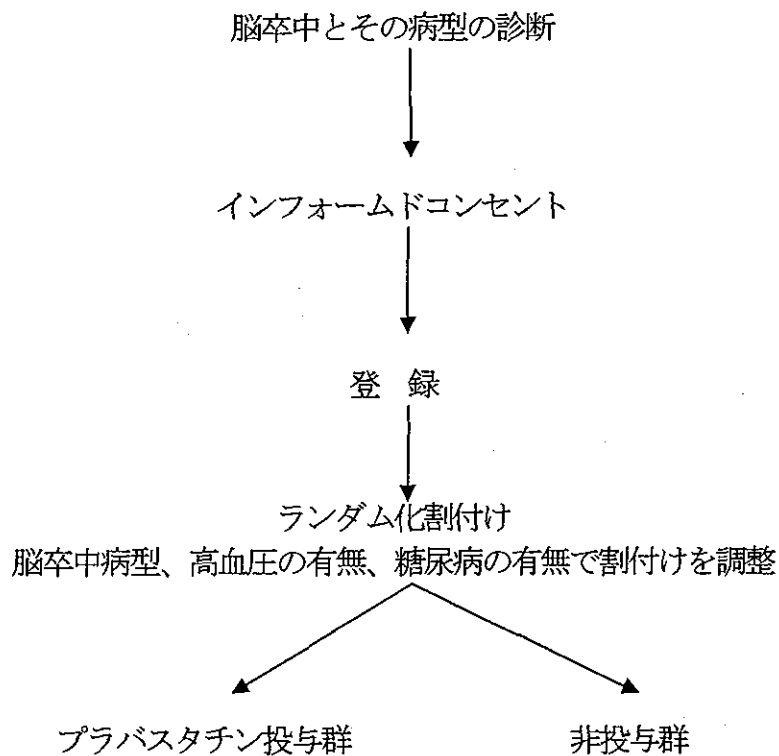 脳卒中とその病型の診断
インフォームドコンセント
登　録
ランダム化割付け
脳卒中病型、高血圧の有無、糖尿病の有無で割付けを調整
プラバスタチン投与群
非投与群